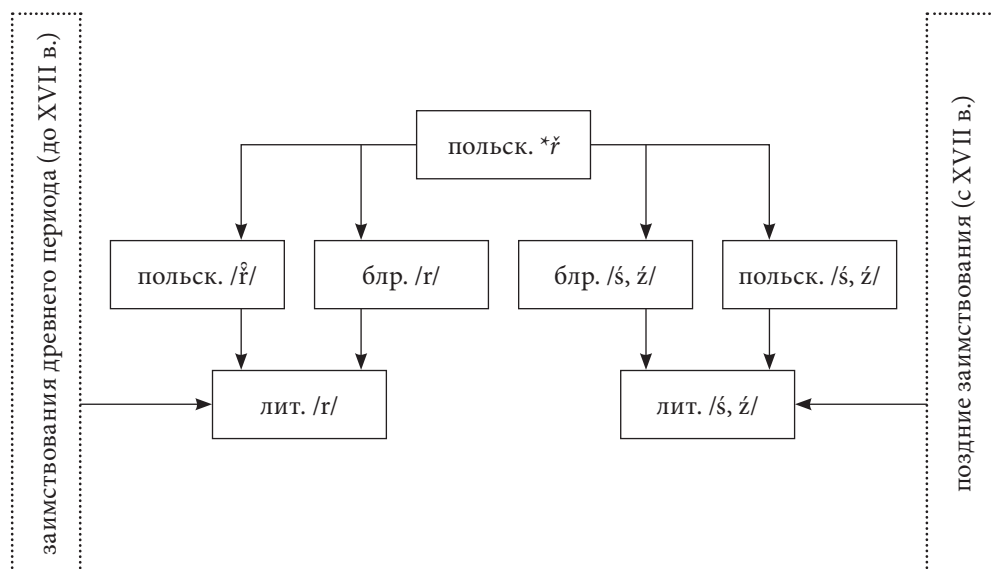 заимствования древнего периода (до XVII в.)
польск. *ř
польск. /ř̊/
блр. /r/
блр. /ś, ź/
польск. /ś, ź/
лит. /r/
лит. /ś, ź/
поздние заимствования (с XVII в.)